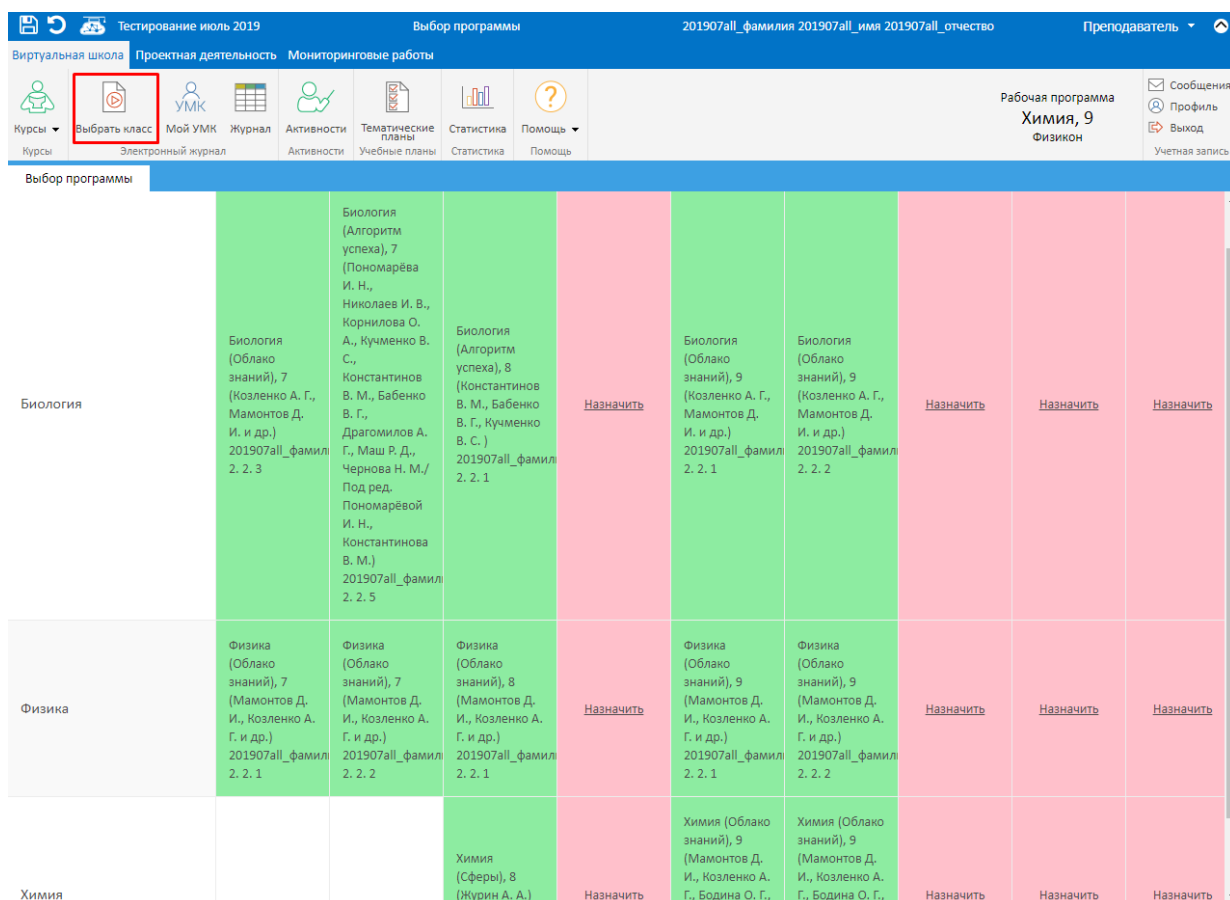 Тестирование июль 2019
Выбор программы
201907all_фамилия 201907all_имя 201907all_отчество
Преподаватель
Виртуальная школа
Проектная деятельность
Мониторинговые работы
Курсы
Выбрать класс
УМК
Мой УМК
Журнал
Активности
Тематические
планы
Статистика
?
Помощь
Рабочая программа
Химия, 9
Физикон
Сообщения
Профиль
Выход
Курсы
Электронный журнал
Активности
Учебные планы
Статистика
Помощь
Учетная запись
Выбор программы
Биология
Биология
(Облако
знаний), 7
(Козленко А. Г.,
Мамонтов Д.
И. и др.)
201907all_фамил
2. 2. 3
Биология
(Алгоритм
успеха), 7
(Пономарёва
И. Н.,
Николаев И. В.,
Корнилова О.
А., Кучменко В.
С.,
Константинов
В. М., Бабенко
В. Г.,
Драгомилов А.
Г., Маш Р. Д.,
Чернова Н. М./
Под ред.
Пономарёвой
И. Н.,
Константинова
В. М.)
201907all_фамил
2. 2. 5
Биология
(Алгоритм
успеха), 8
(Константинов
В. М., Бабенко
В. Г., Кучменко
В. С. )
201907all_фамил
2. 2. 1
Назначить
Биология
(Облако
знаний), 9
(Козленко А. Г.,
Мамонтов Д.
И. и др.)
201907all_фамил
2. 2. 1
Биология
(Облако
знаний), 9
(Козленко А. Г.,
Мамонтов Д.
И. и др.)
201907all_фамил
2. 2. 2
Назначить
Назначить
Назначить
Физика
Физика
(Облако
знаний), 7
(Мамонтов Д.
И., Козленко А.
Г. и др.)
201907all_фамил
2. 2. 1
Физика
(Облако
знаний), 7
(Мамонтов Д.
И., Козленко А.
Г. и др.)
201907all_фамил
2. 2. 2
Физика
(Облако
знаний), 8
(Мамонтов Д.
И., Козленко А.
Г. и др.)
201907all_фамил
2. 2. 1
Назначить
Физика
(Облако
знаний), 9
(Мамонтов Д.
И., Козленко А.
Г. и др.)
201907all_фамил
2. 2. 1
Физика
(Облако
знаний), 9
(Мамонтов Д.
И., Козленко А.
Г. и др.)
201907all_фамил
2. 2. 2
Назначить
Назначить
Назначить
Химия
Химия
(Сферы), 8
(Журин А. А.)
Назначить
Химия (Облако
знаний), 9
(Мамонтов Д.
И., Козленко А.
Г., Бодина О. Г.,
Химия (Облако
знаний), 9
(Мамонтов Д.
И., Козленко А.
Г., Бодина О. Г.,
Назначить
Назначить
Назначить